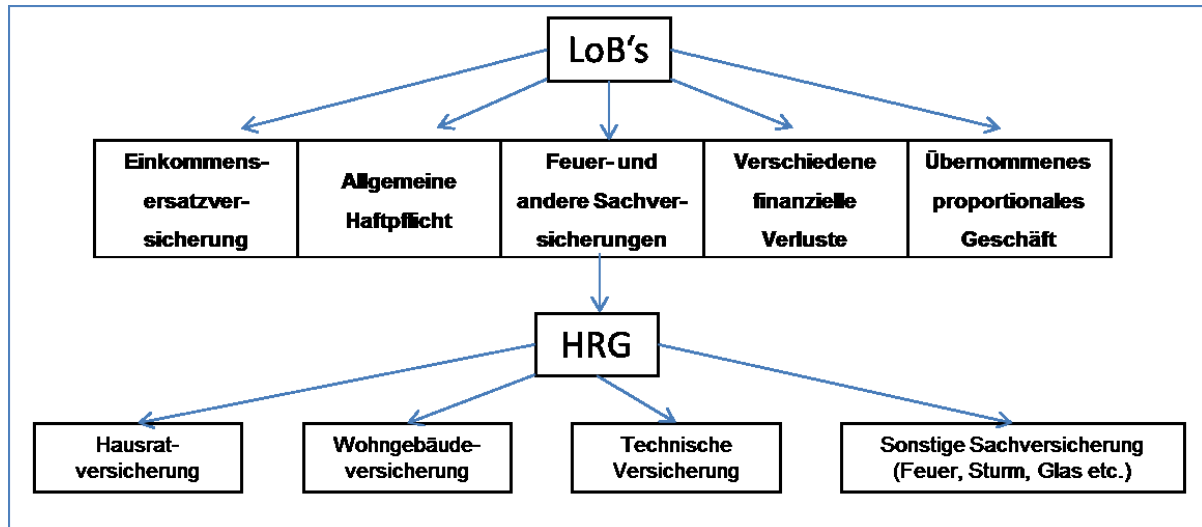 LoB's
Einkommens-
ersatzver-
sicherung
Allgemeine
Haftpflicht
Feuer- und
andere Sachver-
sicherungen
Verschiedene
finanzielle
Verluste
Übernommenes
proportionales
Geschäft
HRG
Hausrat-
versicherung
Wohngebäude-
versicherung
Technische
Versicherung
Sonstige Sachversicherung
(Feuer, Sturm, Glas etc.)